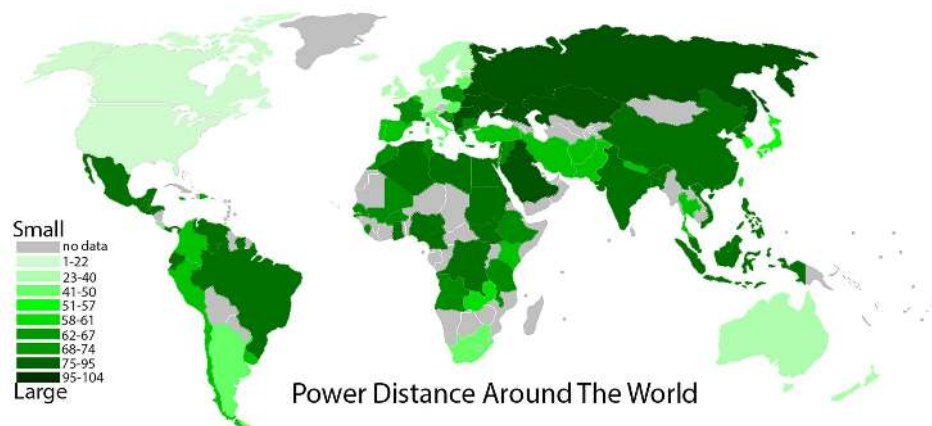 Small
no data
1-22
23-40
41-50
51-57
58-61
62-67
68-74
75-95
95-104
Large
Power Distance Around The World